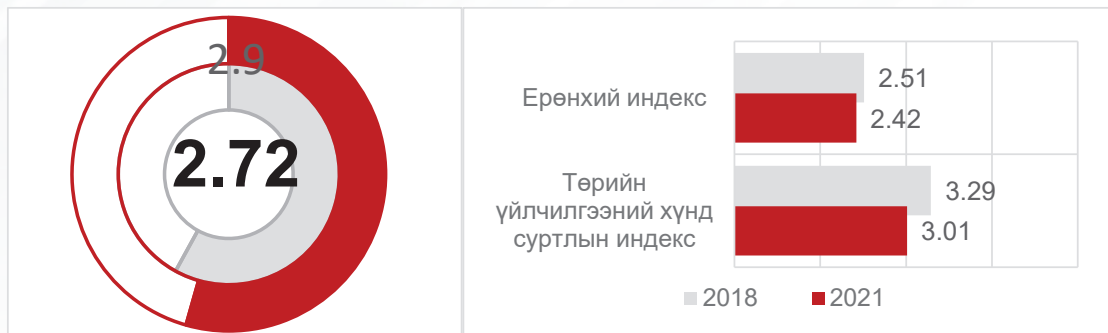 2.9
2.72
Ерөнхий индекс
2.51
2.42
Төрийн
үйлчилгээний хүнд
суртлын индекс
3.29
3.01
2018 2021